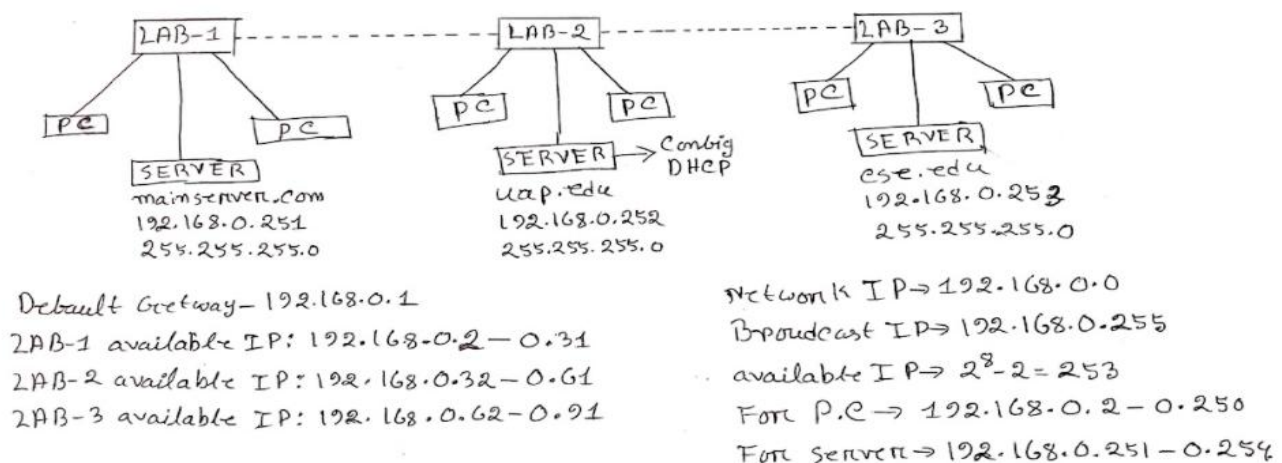 LAB-1
LAB-2
LAB-3
PC
PC
PC
PC
PC
PC
SERVER
mainserver.com
192.168.0.251
255.255.255.0
SERVER → Config DHCP
uap.edu
192.168.0.252
255.255.255.0
SERVER
cse.edu
192.168.0.253
255.255.255.0
Default Getway- 192.168.0.1
LAB-1 available IP: 192.168.0.2 - 0.31
LAB-2 available IP: 192.168.0.32 - 0.61
LAB-3 available IP: 192.168.0.62 - 0.91
Network IP→ 192.168.0.0
Broudcast IP→ 192.168.0.255
available IP→ 2⁸-2 = 253
For P.C → 192.168.0.2 - 0.250
For server → 192.168.0.251 - 0.254